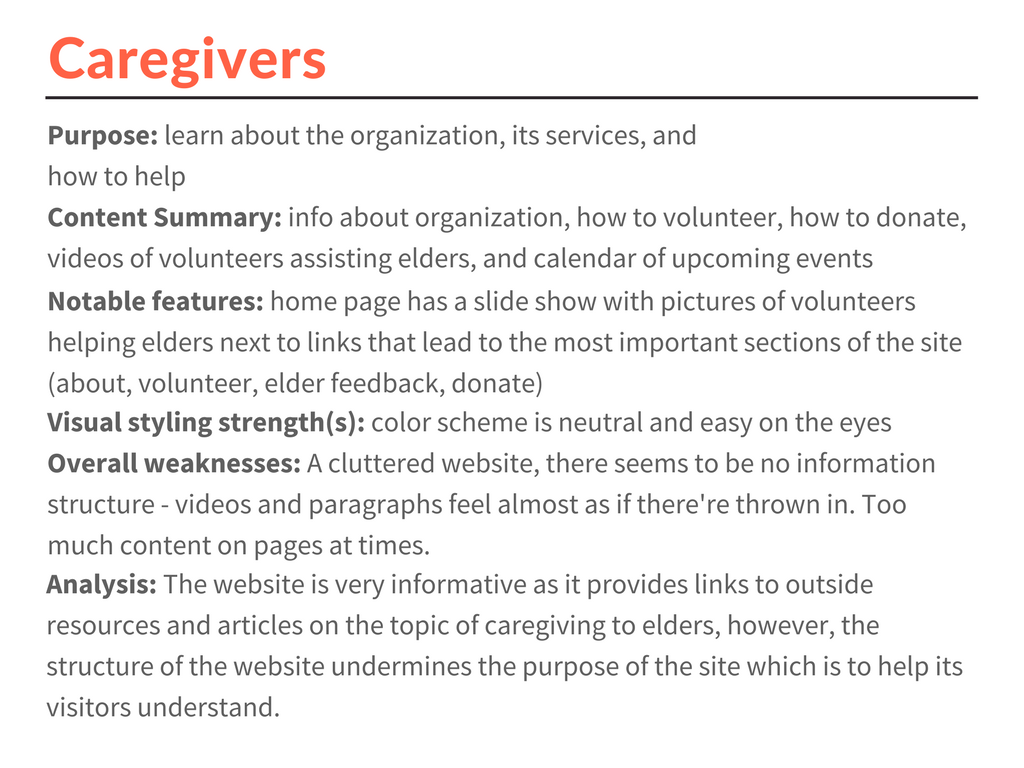 Caregivers
Purpose: learn about the organization, its services, and
how to help
Content Summary: info about organization, how to volunteer, how to donate,
videos of volunteers assisting elders, and calendar of upcoming events
Notable features: home page has a slide show with pictures of volunteers
helping elders next to links that lead to the most important sections of the site
(about, volunteer, elder feedback, donate)
Visual styling strength(s): color scheme is neutral and easy on the eyes
Overall weaknesses: A cluttered website, there seems to be no information
structure - videos and paragraphs feel almost as if there're thrown in. Too
much content on pages at times.
Analysis: The website is very informative as it provides links to outside
resources and articles on the topic of caregiving to elders, however, the
structure of the website undermines the purpose of the site which is to help its
visitors understand.